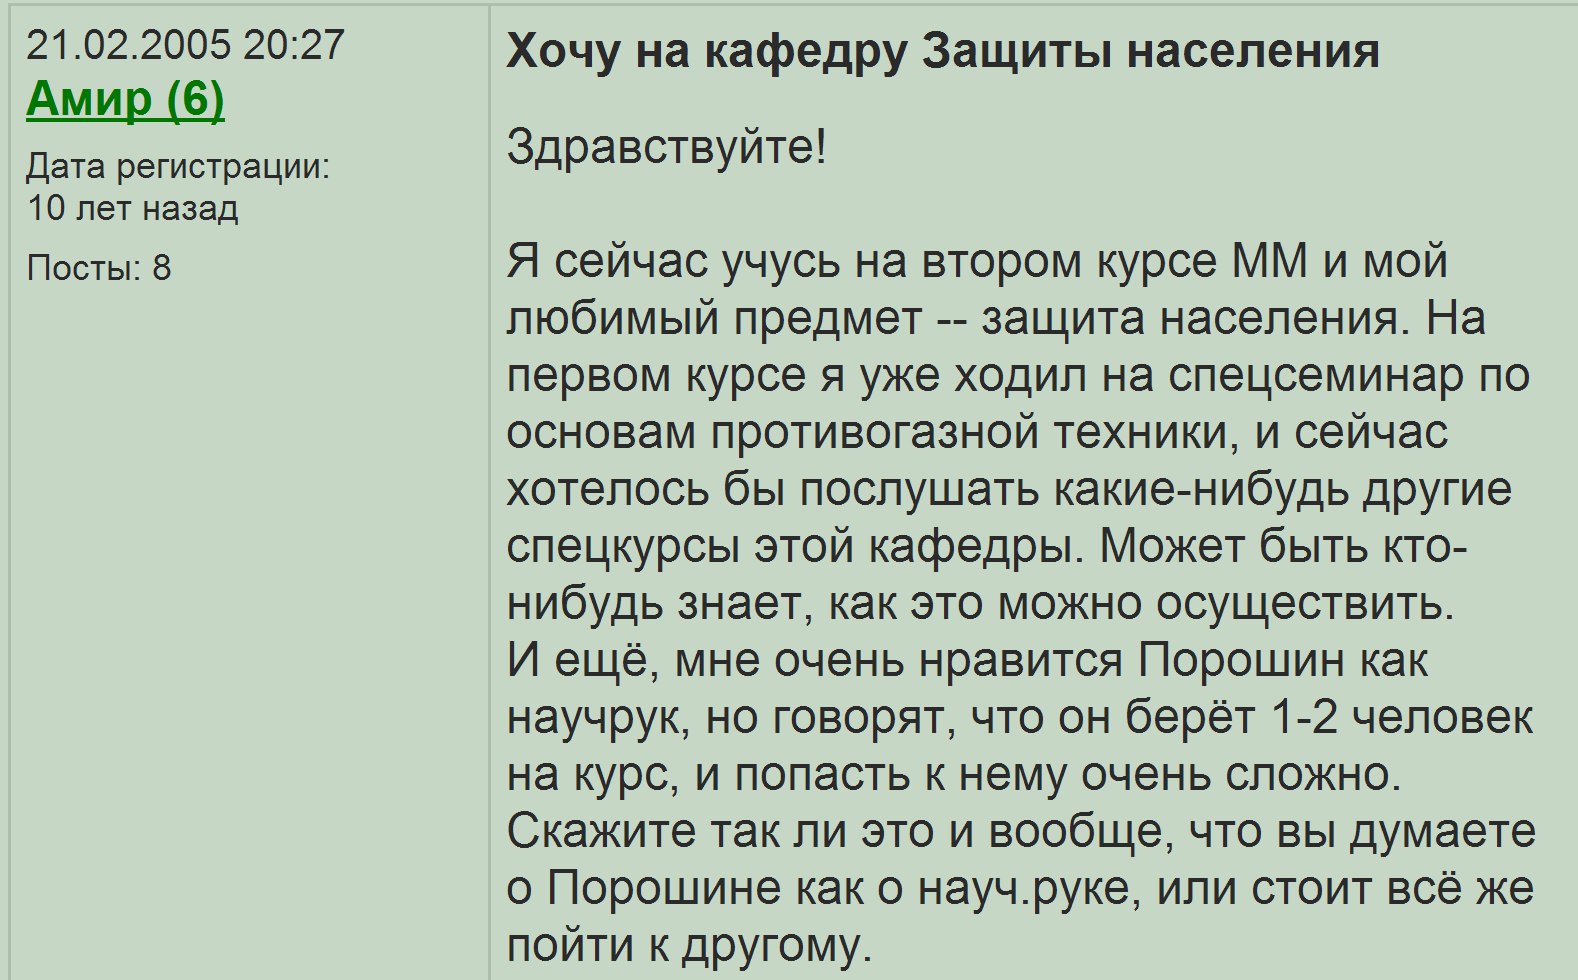 21.02.2005 20:27
Амир (6)
Дата регистрации:
10 лет назад
Посты: 8
Хочу на кафедру Защиты населения
Здравствуйте!
Я сейчас учусь на втором курсе ММ и мой
любимый предмет -- защита населения. На
первом курсе я уже ходил на спецсеминар по
основам противогазной техники, и сейчас
хотелось бы послушать какие-нибудь другие
спецкурсы этой кафедры. Может быть кто-
нибудь знает, как это можно осуществить.
И ещё, мне очень нравится Порошин как
научрук, но говорят, что он берёт 1-2 человек
на курс, и попасть к нему очень сложно.
Скажите так ли это и вообще, что вы думаете
о Порошине как о науч.руке, или стоит всё же
пойти к другому.